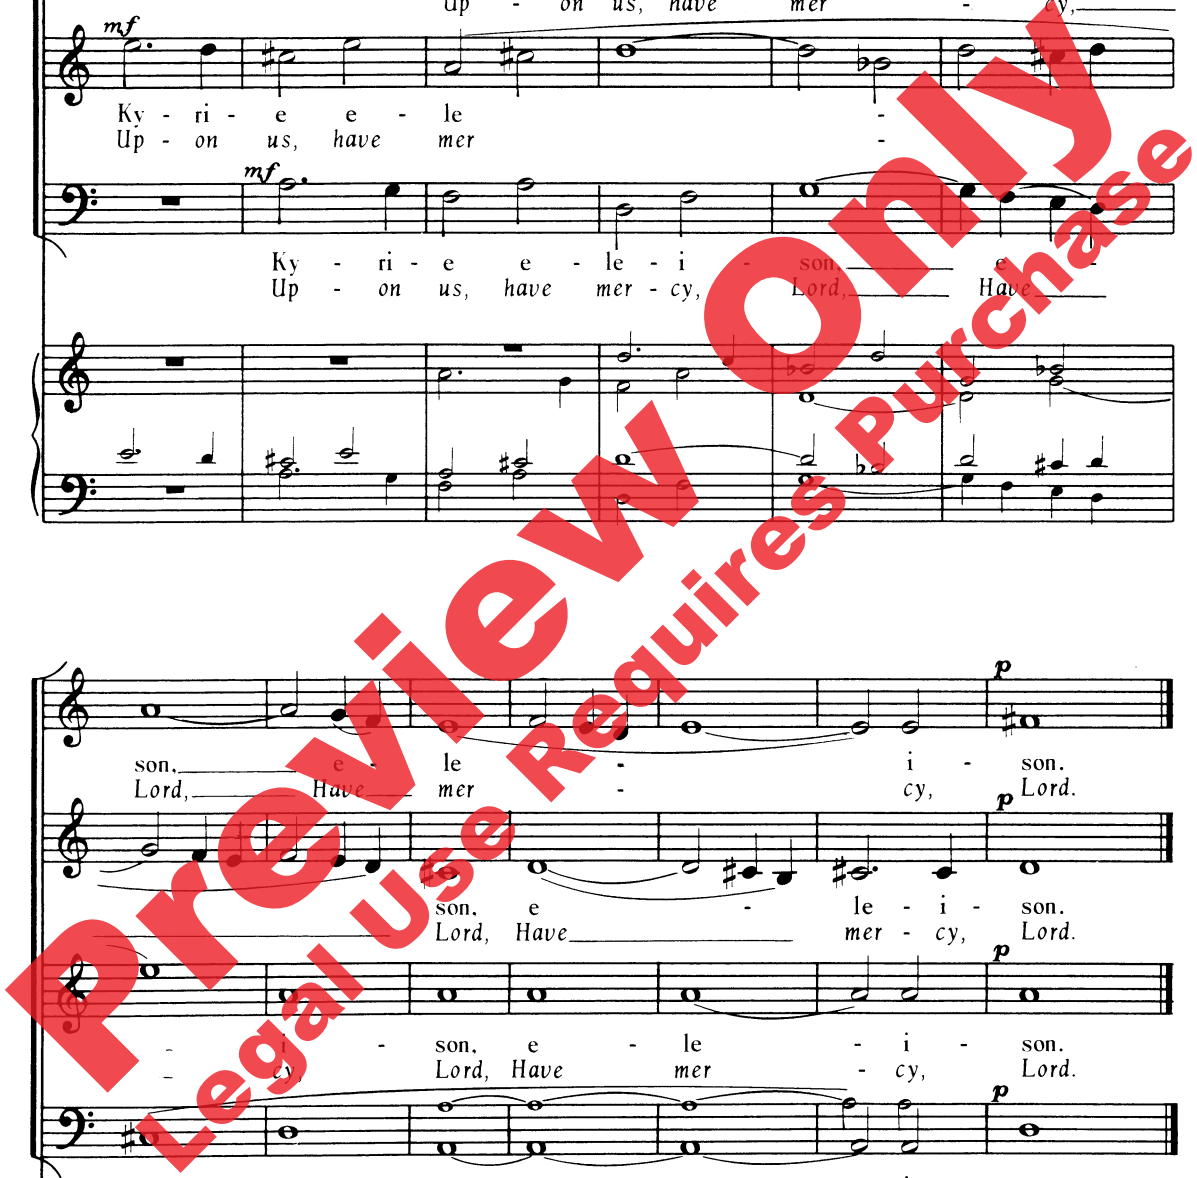 Up - on us, have mer - cy,
mf
Ky - ri - e e - le -
Up - on us, have mer -
mf
Ky - ri - e e - le - i - son, e -
Up - on us, have mer - cy, Lord, Have
Preview Only
Legal Use Requires Purchase
p
son, e - le - i - son.
Lord, Have mer - cy, Lord.
p
son, e - le - i - son.
Lord, Have mer - cy, Lord.
p
- i - son, e - le - i - son.
- cy, Lord, Have mer - cy, Lord.
p